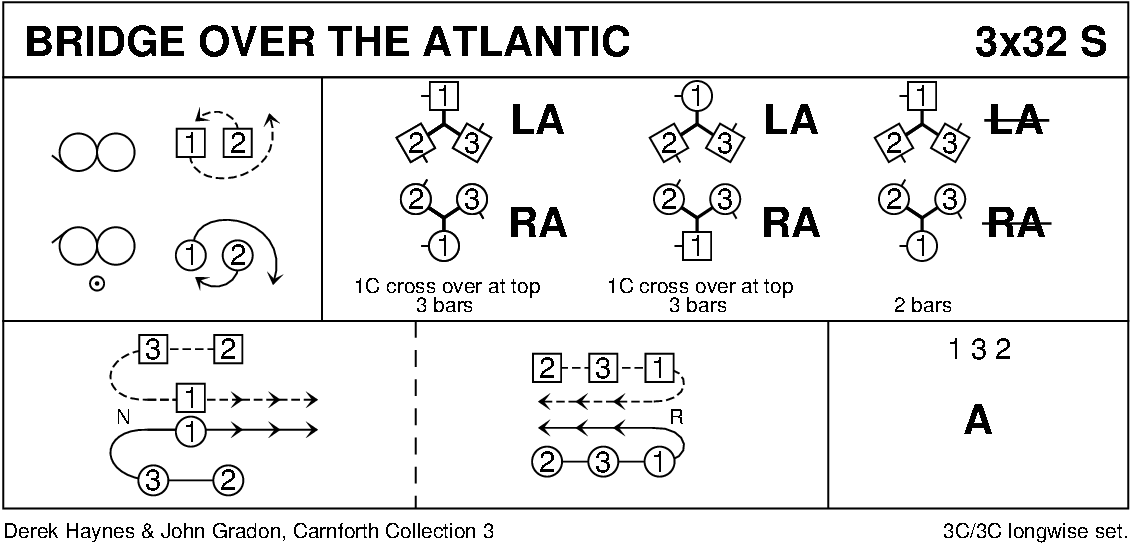 BRIDGE OVER THE ATLANTIC 3x32 S
1 2
1 2
1
2 3
LA
2 3
1
RA
1C cross over at top
3 bars
1
2 3
LA
2 3
1
RA
1C cross over at top
3 bars
1
2 3
LA
2 3
1
RA
2 bars
3 2
1
N
1
3 2
2 3 1
R
2 3 1
1 3 2
A
Derek Haynes & John Gradon, Carnforth Collection 3
3C/3C longwise set.